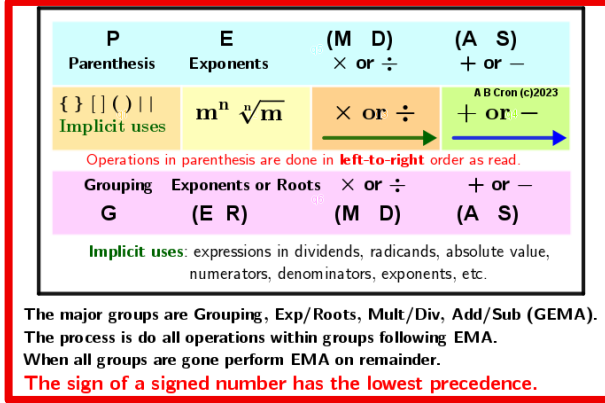 P E (M D) (A S)
Parenthesis Exponents × or ÷ + or −
A B Cron (c)2023
{ } [ ] ( ) | | mⁿ ⁿ√m × or ÷ + or −
Implicit uses
Operations in parenthesis are done in left-to-right order as read.
Grouping Exponents or Roots × or ÷ + or −
G (E R) (M D) (A S)
Implicit uses: expressions in dividends, radicands, absolute value,
numerators, denominators, exponents, etc.
The major groups are Grouping, Exp/Roots, Mult/Div, Add/Sub (GEMA).
The process is do all operations within groups following EMA.
When all groups are gone perform EMA on remainder.
The sign of a signed number has the lowest precedence.